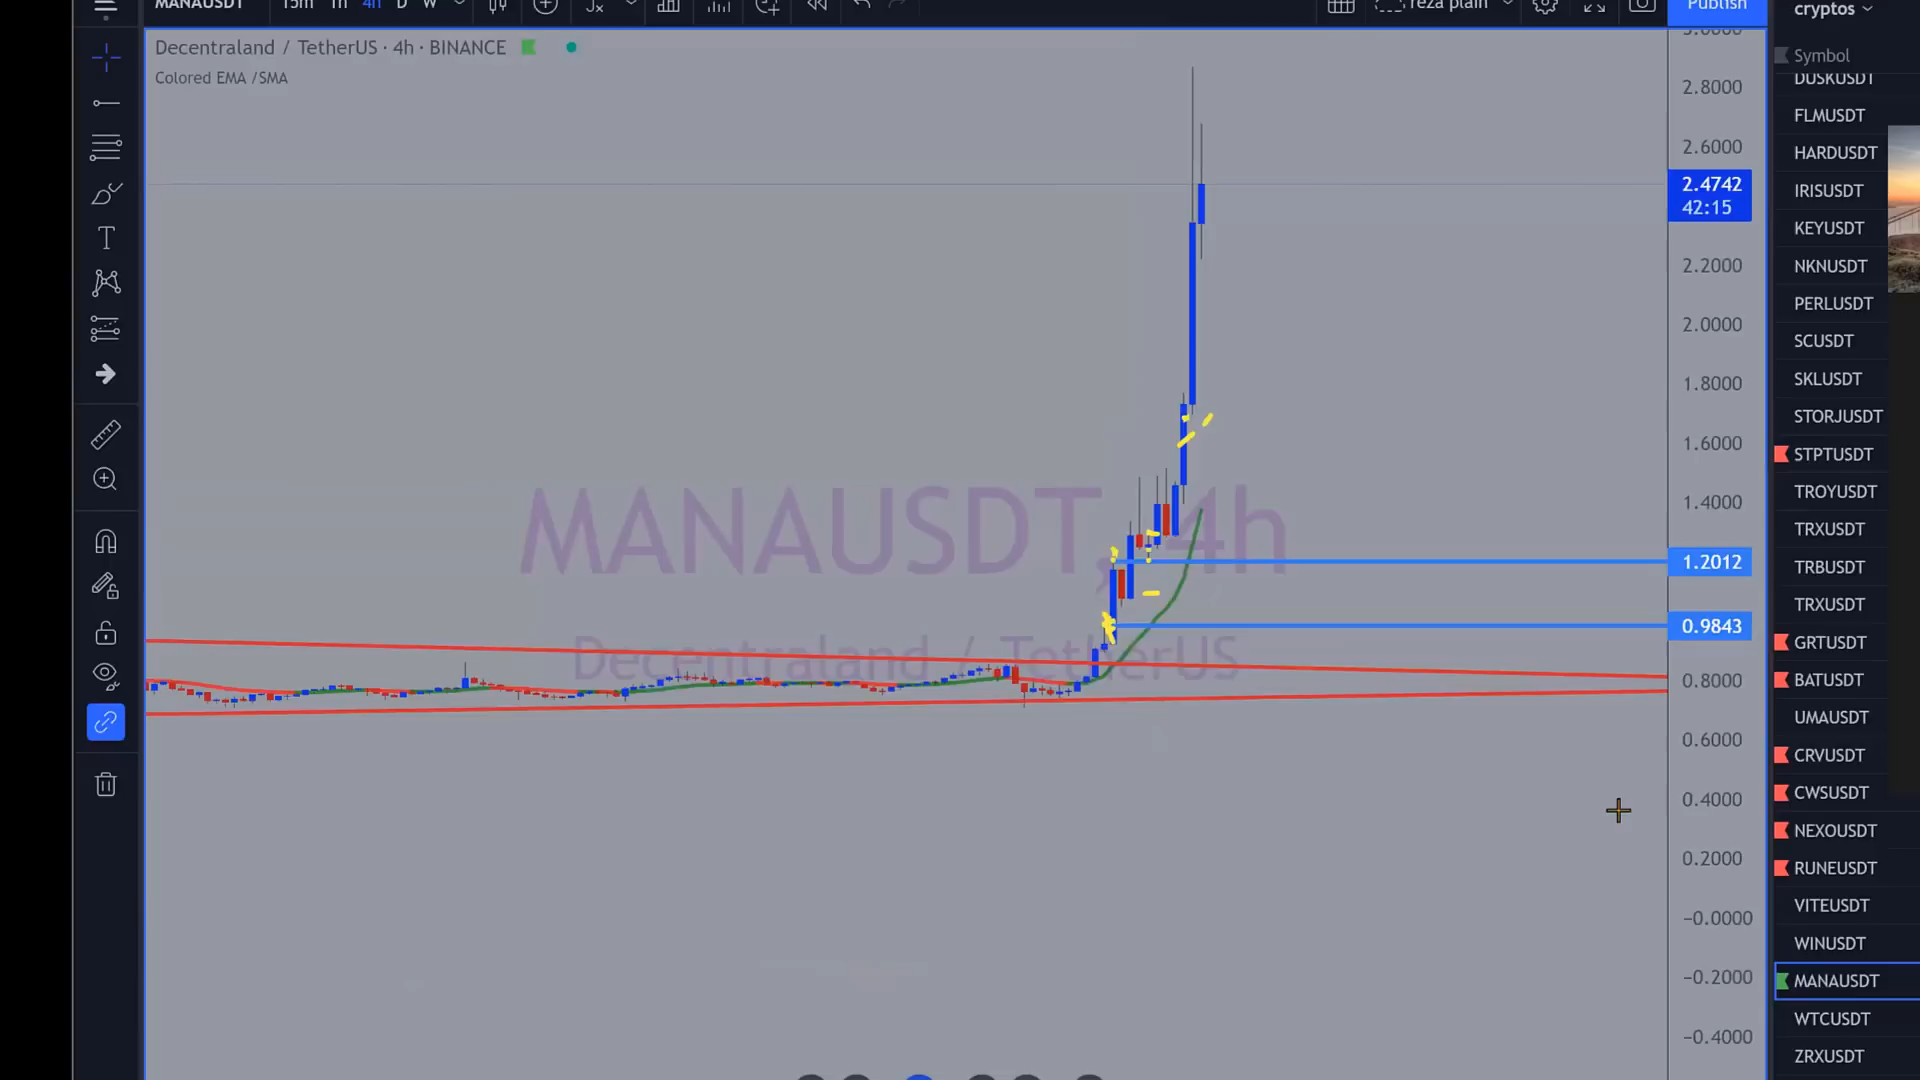 MANAUSDT 15m 1h 4h D W reza plain Publish
cryptos
Decentraland / TetherUS · 4h · BINANCE
Colored EMA /SMA
MANAUSDT, 4h
Decentraland / TetherUS
3.0000
2.8000
2.6000
2.4742
42:15
2.2000
2.0000
1.8000
1.6000
1.4000
1.2012
0.9843
0.8000
0.6000
0.4000
0.2000
−0.0000
−0.2000
−0.4000
Symbol
DUSKUSDT
FLMUSDT
HARDUSDT
IRISUSDT
KEYUSDT
NKNUSDT
PERLUSDT
SCUSDT
SKLUSDT
STORJUSDT
STPTUSDT
TROYUSDT
TRXUSDT
TRBUSDT
TRXUSDT
GRTUSDT
BATUSDT
UMAUSDT
CRVUSDT
CWSUSDT
NEXOUSDT
RUNEUSDT
VITEUSDT
WINUSDT
MANAUSDT
WTCUSDT
ZRXUSDT